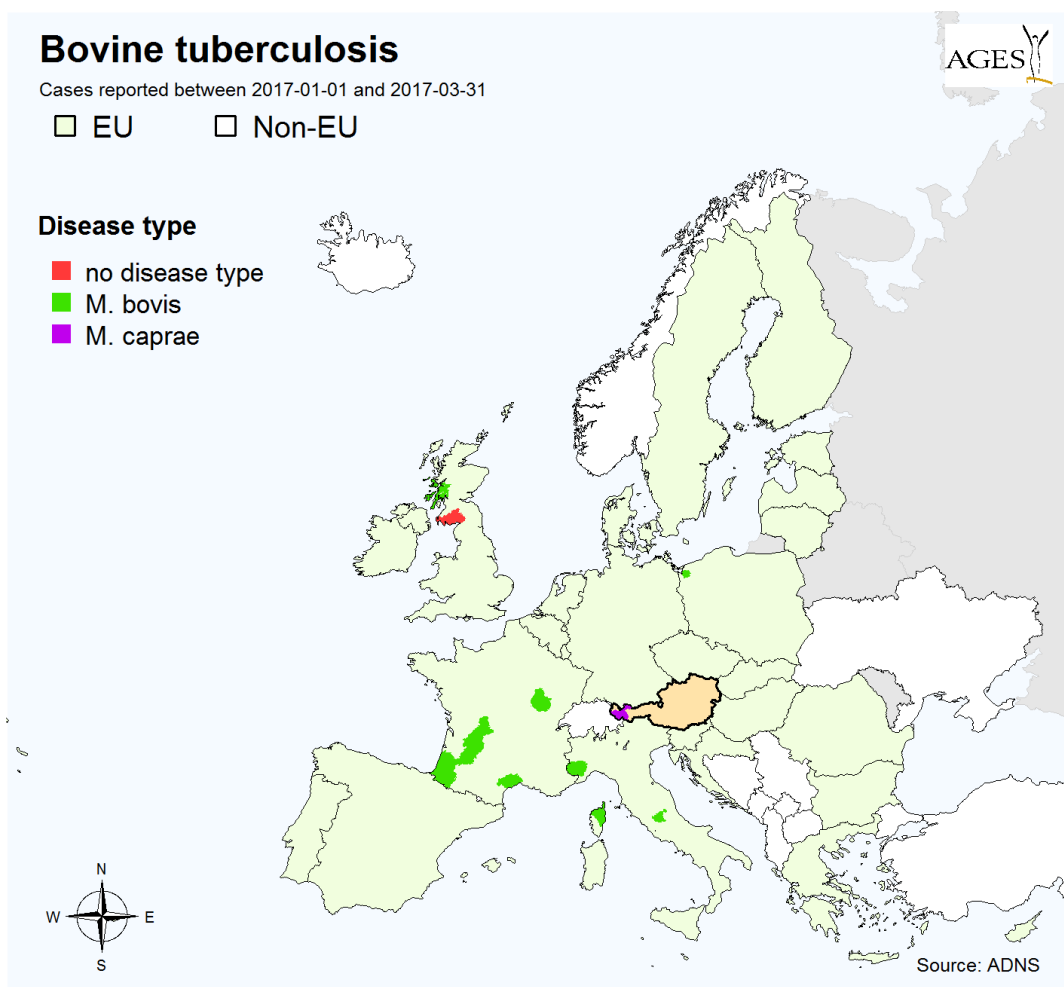 Bovine tuberculosis
Cases reported between 2017-01-01 and 2017-03-31
EU Non-EU
AGES
Disease type
no disease type
M. bovis
M. caprae
N
W E
S
Source: ADNS